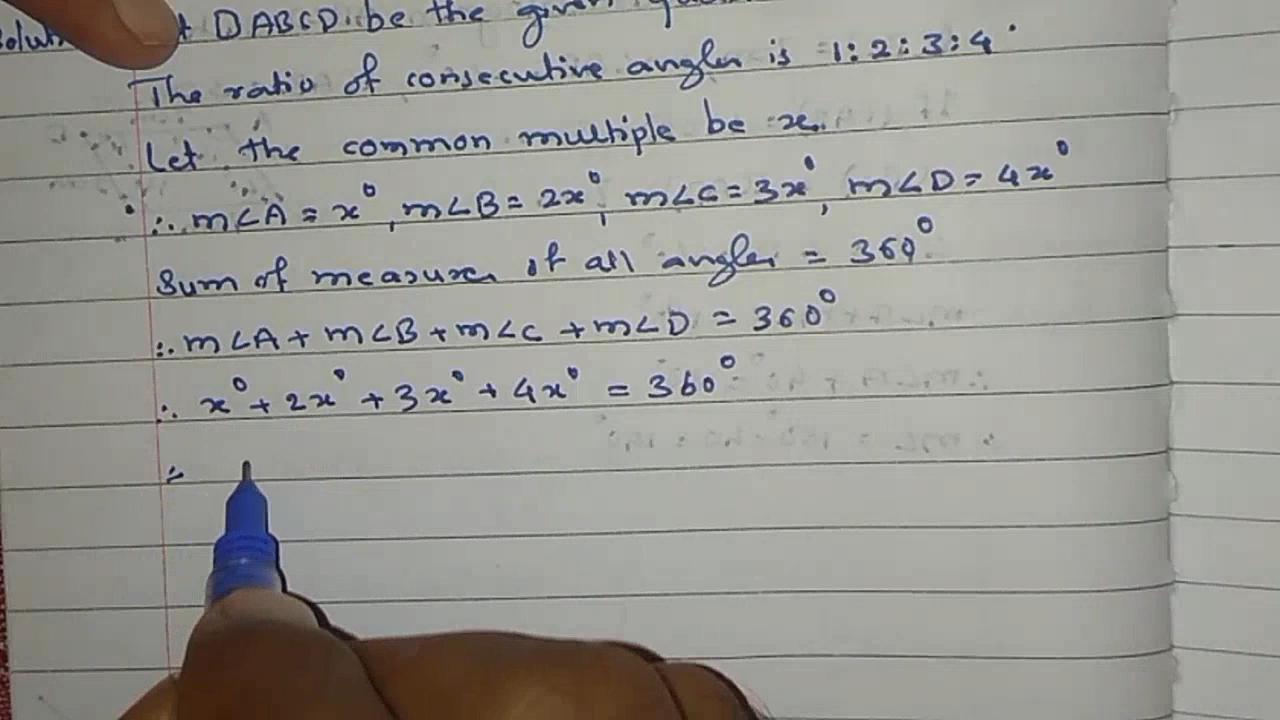 □ABCD be the given
The ratio of consecutive angles is 1:2:3:4.
Let the common multiple be x.
∴ m∠A = x°, m∠B = 2x°, m∠C = 3x°, m∠D = 4x°
Sum of measures of all angles = 360°
∴ m∠A + m∠B + m∠C + m∠D = 360°
∴ x° + 2x° + 3x° + 4x° = 360°